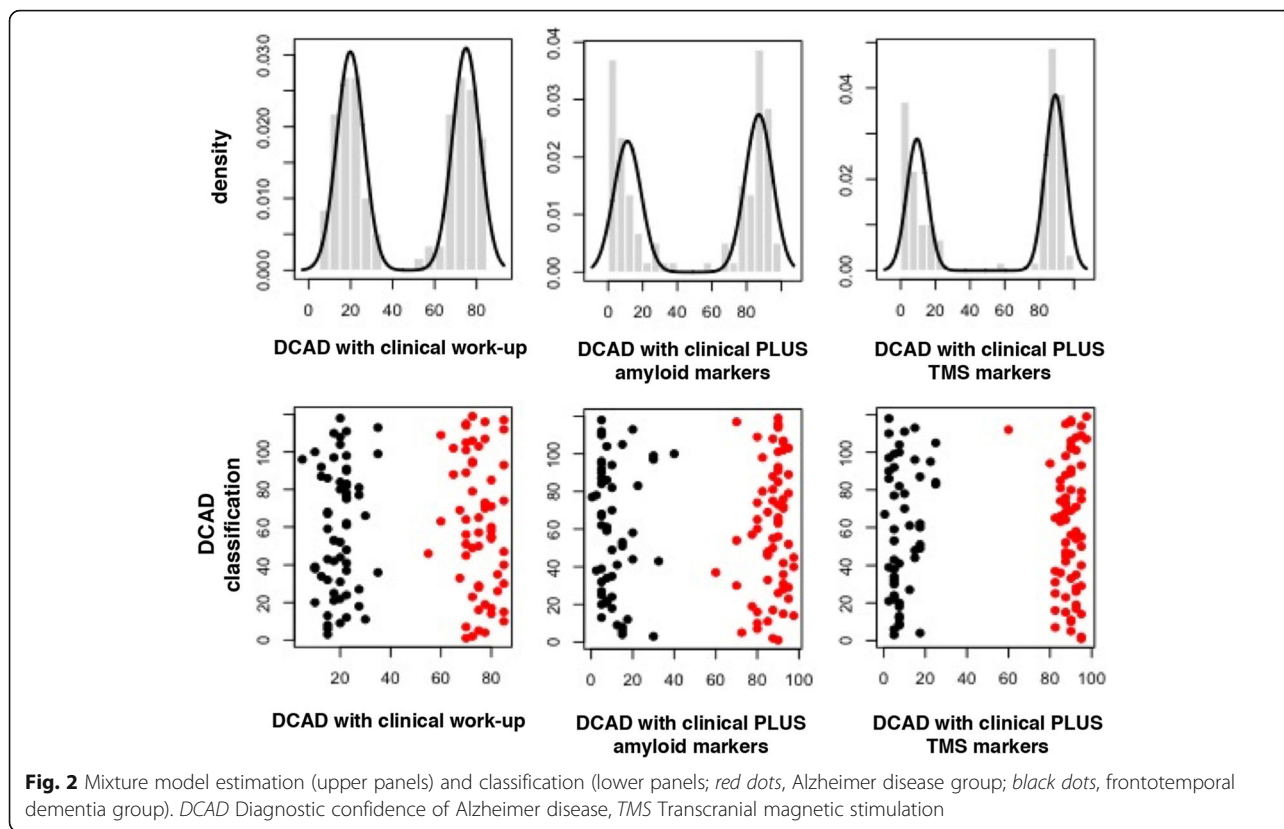 density
0.030
0.020
0.010
0.000
0 20 40 60 80
DCAD with clinical work-up
0.04
0.03
0.02
0.01
0.00
0 20 40 60 80
DCAD with clinical PLUS
amyloid markers
0.04
0.02
0.00
0 20 40 60 80
DCAD with clinical PLUS
TMS markers
DCAD
classification
100
80
60
40
20
0
20 40 60 80
DCAD with clinical work-up
100
80
60
40
20
0
0 20 40 60 80 100
DCAD with clinical PLUS
amyloid markers
100
80
60
40
20
0
0 20 40 60 80 100
DCAD with clinical PLUS
TMS markers
Fig. 2 Mixture model estimation (upper panels) and classification (lower panels; red dots, Alzheimer disease group; black dots, frontotemporal
dementia group). DCAD Diagnostic confidence of Alzheimer disease, TMS Transcranial magnetic stimulation